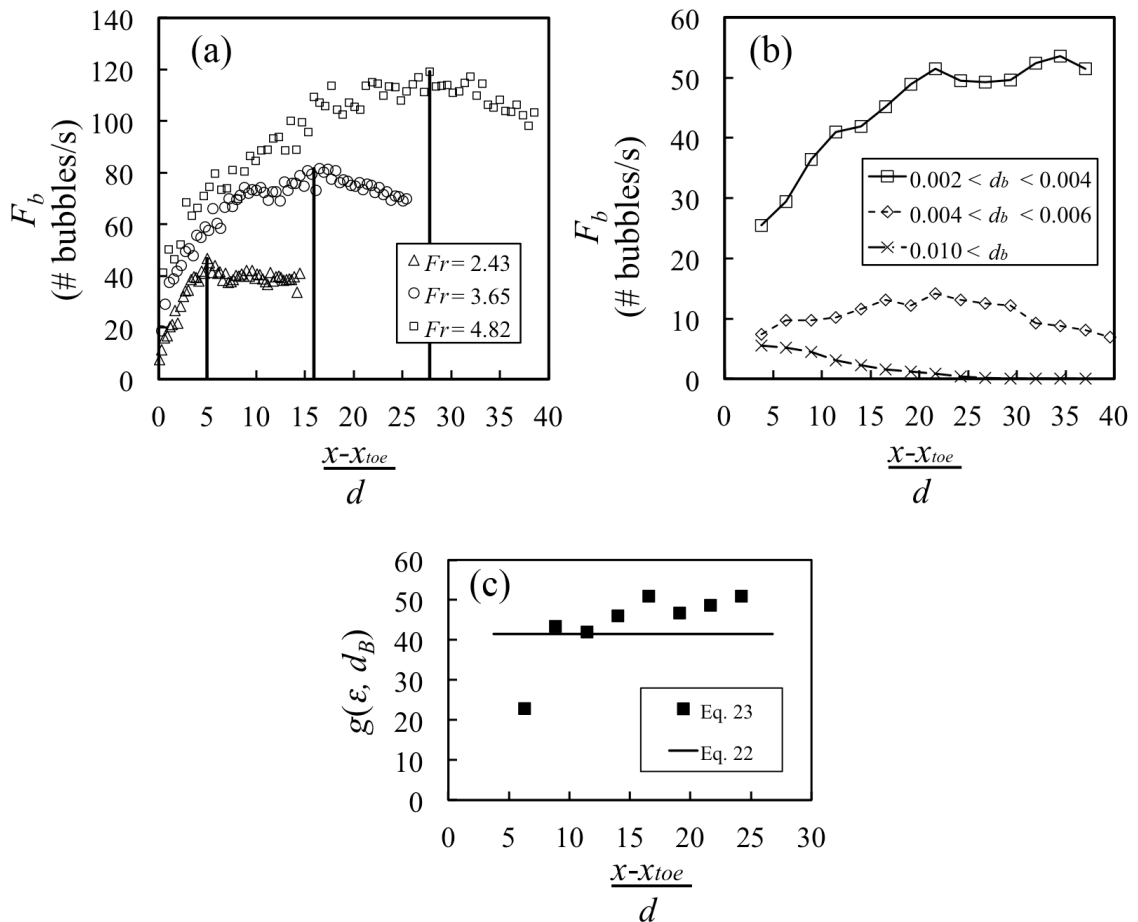 (a)
F_b
(# bubbles/s)
140
120
100
80
60
40
20
0
0 5 10 15 20 25 30 35 40
x-x_toe
d
Fr = 2.43
Fr = 3.65
Fr = 4.82
(b)
F_b
(# bubbles/s)
60
50
40
30
20
10
0
0 5 10 15 20 25 30 35 40
x-x_toe
d
0.002 < d_b < 0.004
0.004 < d_b < 0.006
0.010 < d_b
(c)
g(ε, d_B)
60
50
40
30
20
10
0
0 5 10 15 20 25 30
x-x_toe
d
Eq. 23
Eq. 22